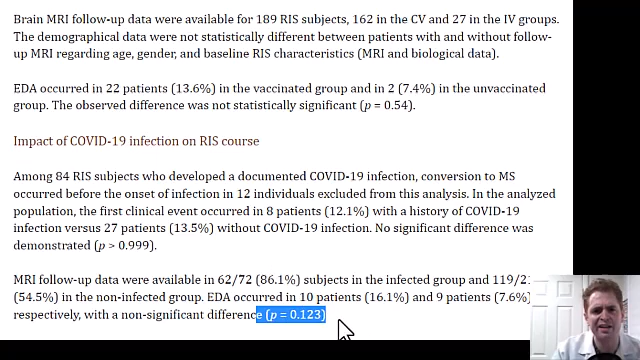 Brain MRI follow-up data were available for 189 RIS subjects, 162 in the CV and 27 in the IV groups.
The demographical data were not statistically different between patients with and without follow-
up MRI regarding age, gender, and baseline RIS characteristics (MRI and biological data).
EDA occurred in 22 patients (13.6%) in the vaccinated group and in 2 (7.4%) in the unvaccinated
group. The observed difference was not statistically significant (p = 0.54).
Impact of COVID-19 infection on RIS course
Among 84 RIS subjects who developed a documented COVID-19 infection, conversion to MS
occurred before the onset of infection in 12 individuals excluded from this analysis. In the analyzed
population, the first clinical event occurred in 8 patients (12.1%) with a history of COVID-19
infection versus 27 patients (13.5%) without COVID-19 infection. No significant difference was
demonstrated (p > 0.999).
MRI follow-up data were available in 62/72 (86.1%) subjects in the infected group and
(54.5%) in the non-infected group. EDA occurred in 10 patients (16.1%) and 9 patients (7.6%)
respectively, with a non-significant difference (p = 0.123)